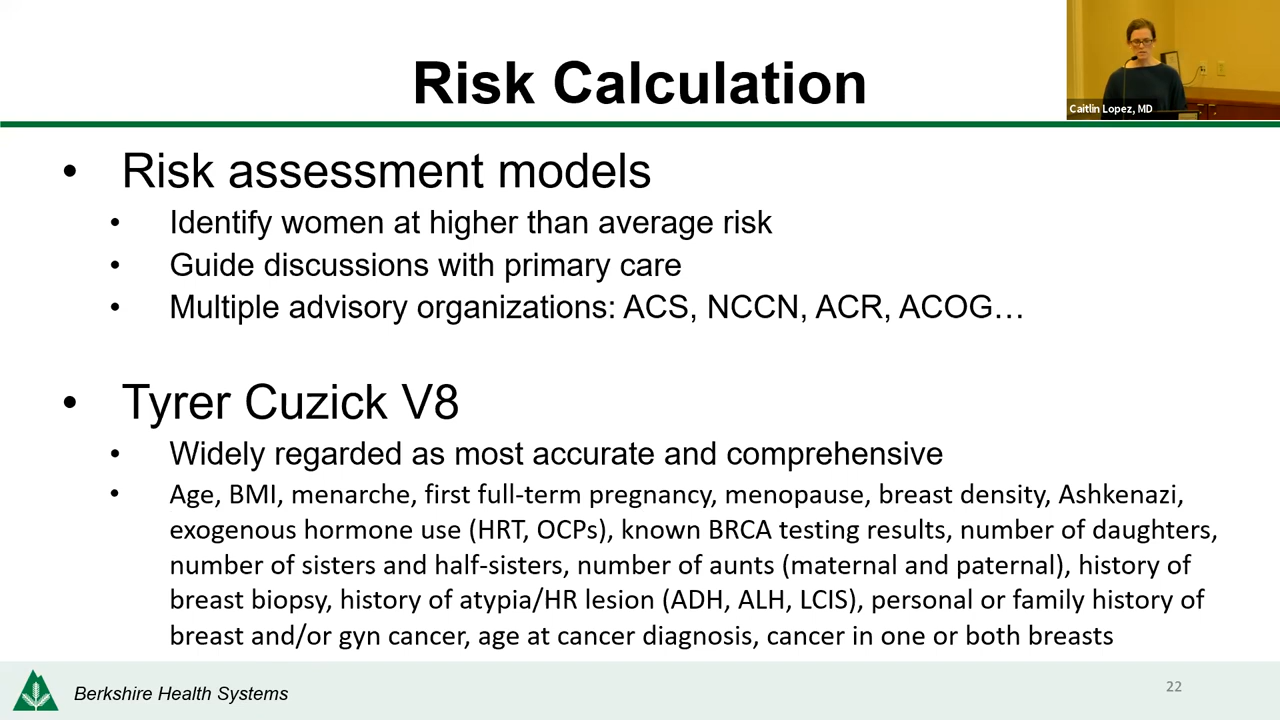 Risk Calculation
Caitlin Lopez, MD
• Risk assessment models
• Identify women at higher than average risk
• Guide discussions with primary care
• Multiple advisory organizations: ACS, NCCN, ACR, ACOG…
• Tyrer Cuzick V8
• Widely regarded as most accurate and comprehensive
• Age, BMI, menarche, first full-term pregnancy, menopause, breast density, Ashkenazi,
exogenous hormone use (HRT, OCPs), known BRCA testing results, number of daughters,
number of sisters and half-sisters, number of aunts (maternal and paternal), history of
breast biopsy, history of atypia/HR lesion (ADH, ALH, LCIS), personal or family history of
breast and/or gyn cancer, age at cancer diagnosis, cancer in one or both breasts
Berkshire Health Systems
22